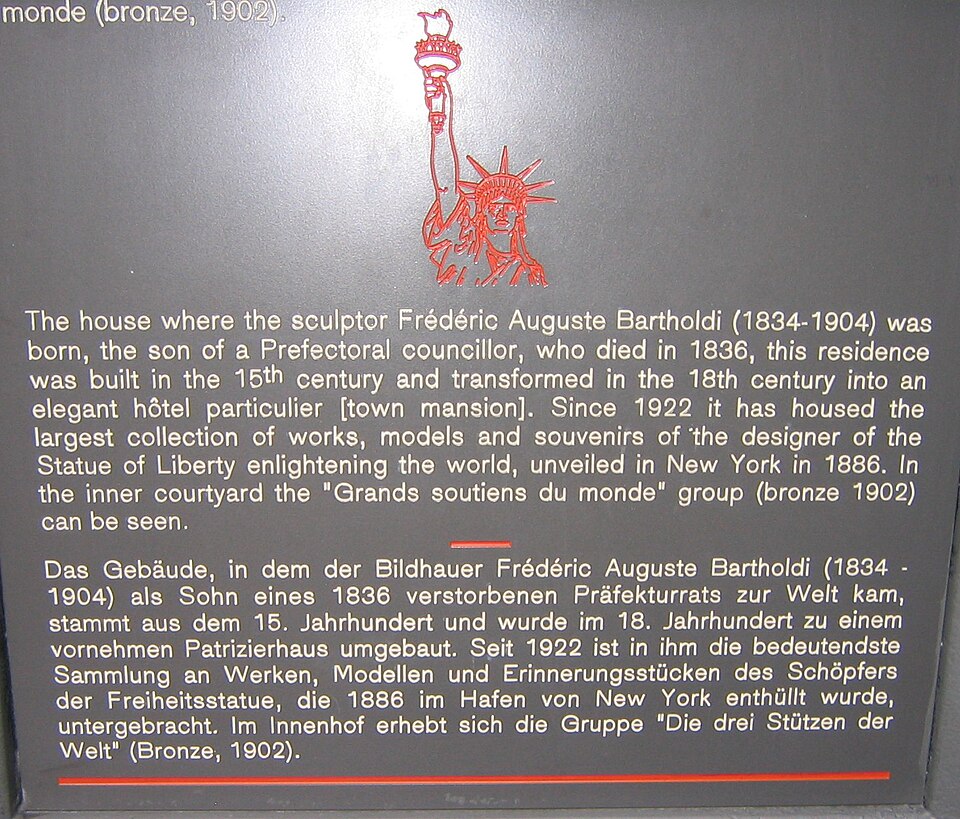 monde (bronze, 1902).
The house where the sculptor Frédéric Auguste Bartholdi (1834-1904) was
born, the son of a Prefectoral councillor, who died in 1836, this residence
was built in the 15th century and transformed in the 18th century into an
elegant hôtel particulier [town mansion]. Since 1922 it has housed the
largest collection of works, models and souvenirs of the designer of the
Statue of Liberty enlightening the world, unveiled in New York in 1886. In
the inner courtyard the "Grands soutiens du monde" group (bronze 1902)
can be seen.
Das Gebäude, in dem der Bildhauer Frédéric Auguste Bartholdi (1834 -
1904) als Sohn eines 1836 verstorbenen Präfekturrats zur Welt kam,
stammt aus dem 15. Jahrhundert und wurde im 18. Jahrhundert zu einem
vornehmen Patrizierhaus umgebaut. Seit 1922 ist in ihm die bedeutendste
Sammlung an Werken, Modellen und Erinnerungsstücken des Schöpfers
der Freiheitsstatue, die 1886 im Hafen von New York enthüllt wurde,
untergebracht. Im Innenhof erhebt sich die Gruppe "Die drei Stützen der
Welt" (Bronze, 1902).